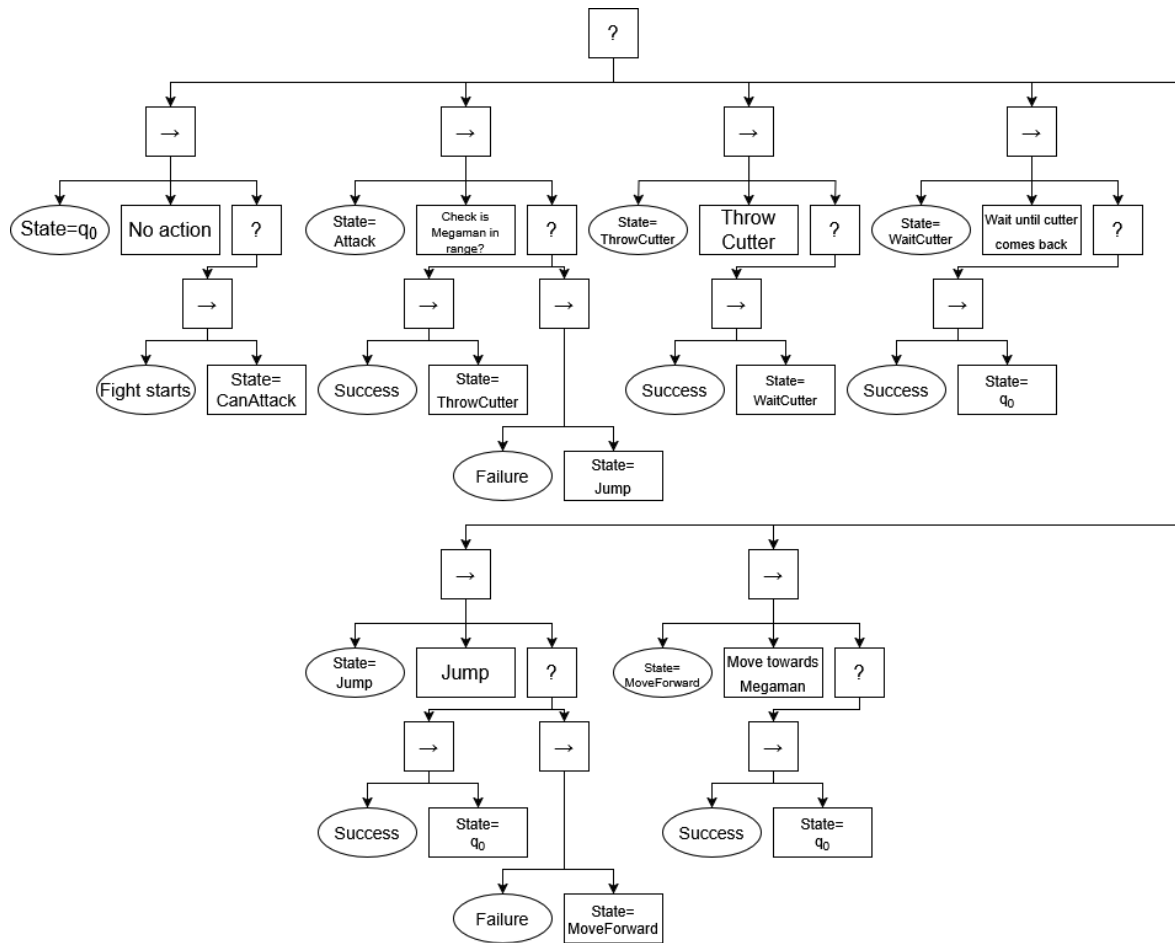 ?
→
→
→
→
State=q₀
No action
?
State=
Attack
Check is
Megaman in
range?
?
State=
ThrowCutter
Throw
Cutter
?
State=
WaitCutter
Wait until cutter
comes back
?
→
→
→
→
→
Fight starts
State=
CanAttack
Success
State=
ThrowCutter
Success
State=
WaitCutter
Success
State=
q₀
Failure
State=
Jump
→
→
State=
Jump
Jump
?
State=
MoveForward
Move towards
Megaman
?
→
→
→
Success
State=
q₀
Success
State=
q₀
Failure
State=
MoveForward